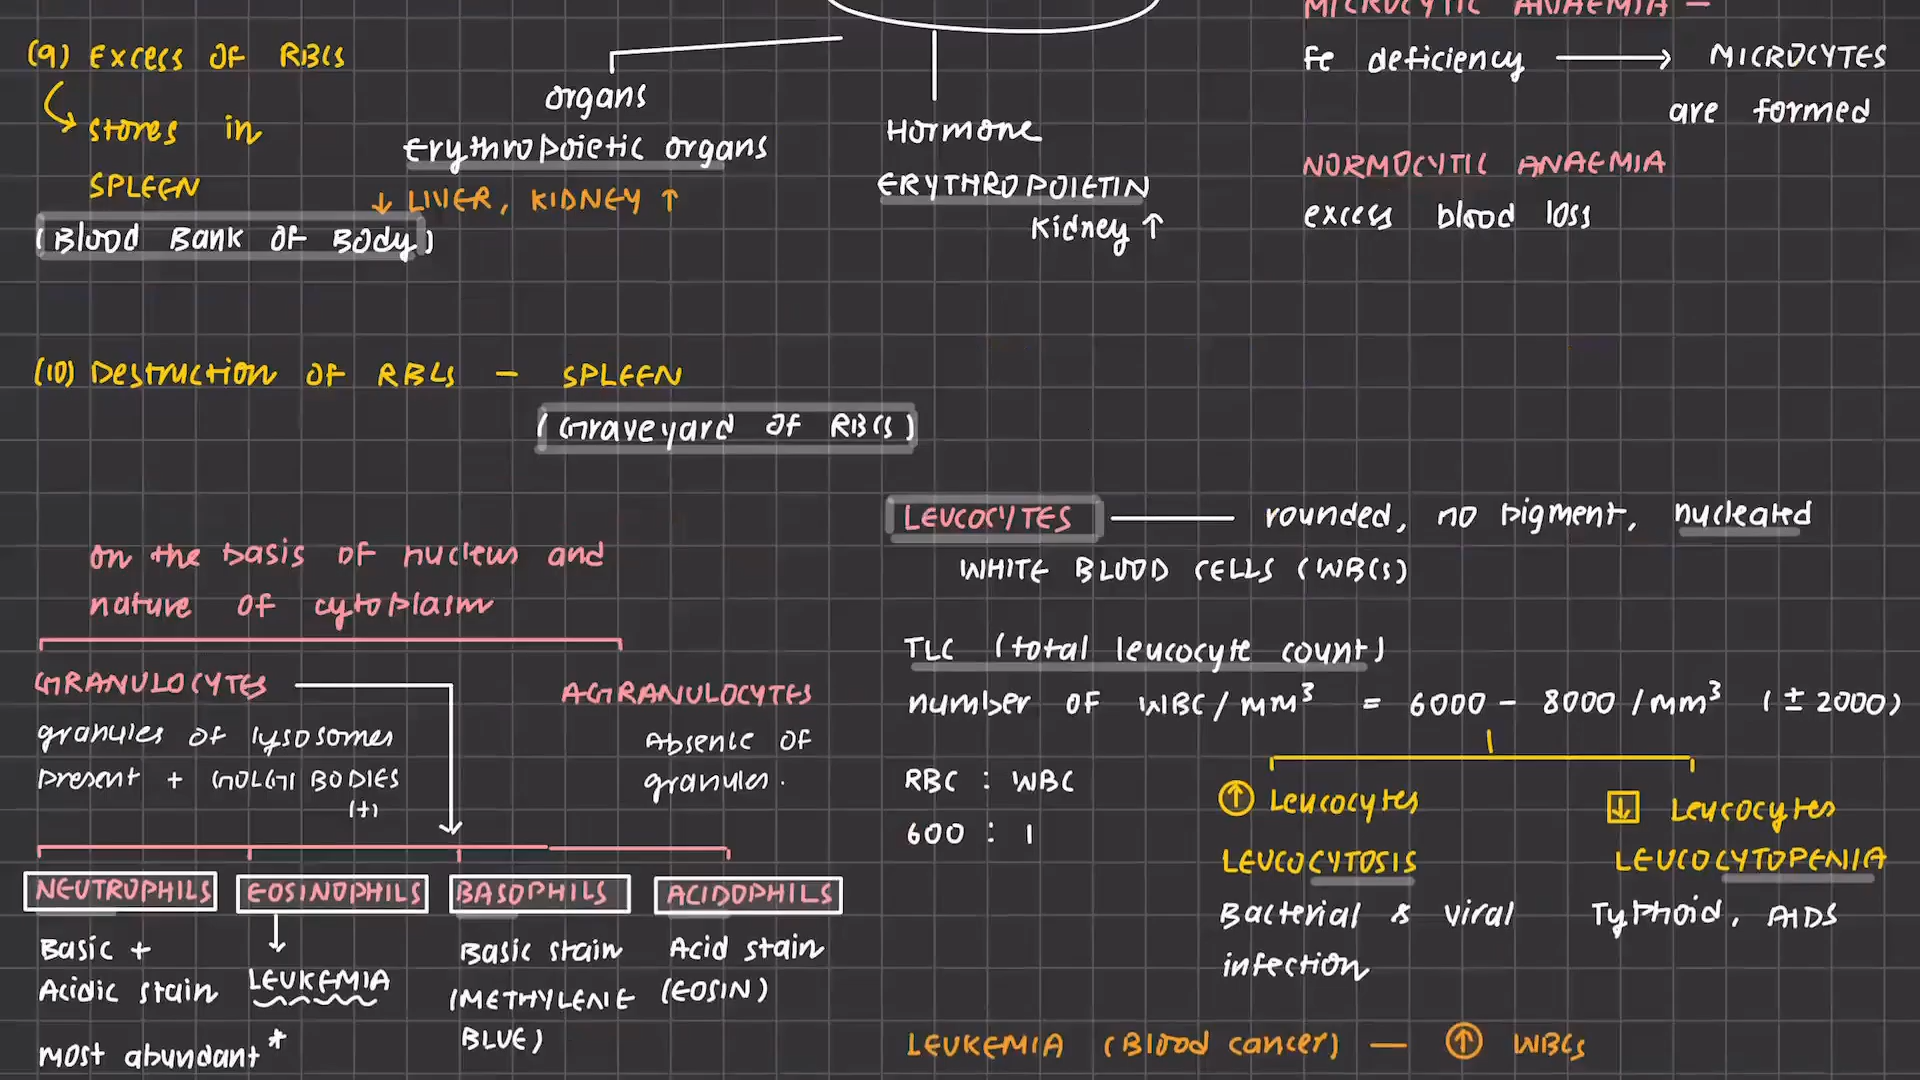 MICROCYTIC ANAEMIA —
(9) Excess of RBCs
Stores in
SPLEEN
(Blood Bank of Body)
organs
Erythropoietic organs
↓ LIVER, KIDNEY ↑
Hormone
ERYTHROPOIETIN
Kidney ↑
Fe deficiency → MICROCYTES
are formed
NORMOCYTIC ANAEMIA
excess blood loss
(10) Destruction of RBCs — SPLEEN
(Graveyard of RBCs)
On the basis of nucleus and
nature of cytoplasm
GRANULOCYTES
granules of lysosomes
present + GOLGI BODIES
(+)
AGRANULOCYTES
Absence of
granules.
NEUTROPHILS
Basic +
Acidic stain
most abundant*
EOSINOPHILS
LEUKEMIA
BASOPHILS
Basic stain
(METHYLENE
BLUE)
ACIDOPHILS
Acid stain
(EOSIN)
LEUCOCYTES — rounded, no pigment, nucleated
WHITE BLOOD CELLS (WBCs)
TLC (total leucocyte count)
number of WBC/mm³ = 6000 - 8000 /mm³ (± 2000)
RBC : WBC
600 : 1
↑ Leucocytes
LEUCOCYTOSIS
Bacterial & viral
infection
↓ Leucocytes
LEUCOCYTOPENIA
Typhoid, AIDS
LEUKEMIA (Blood cancer) — ↑ WBCs